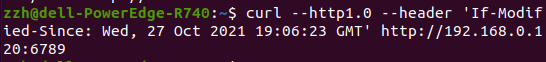 zzh@dell-PowerEdge-R740:~$ curl --http1.0 --header 'If-Modif
ied-Since: Wed, 27 Oct 2021 19:06:23 GMT' http://192.168.0.1
20:6789